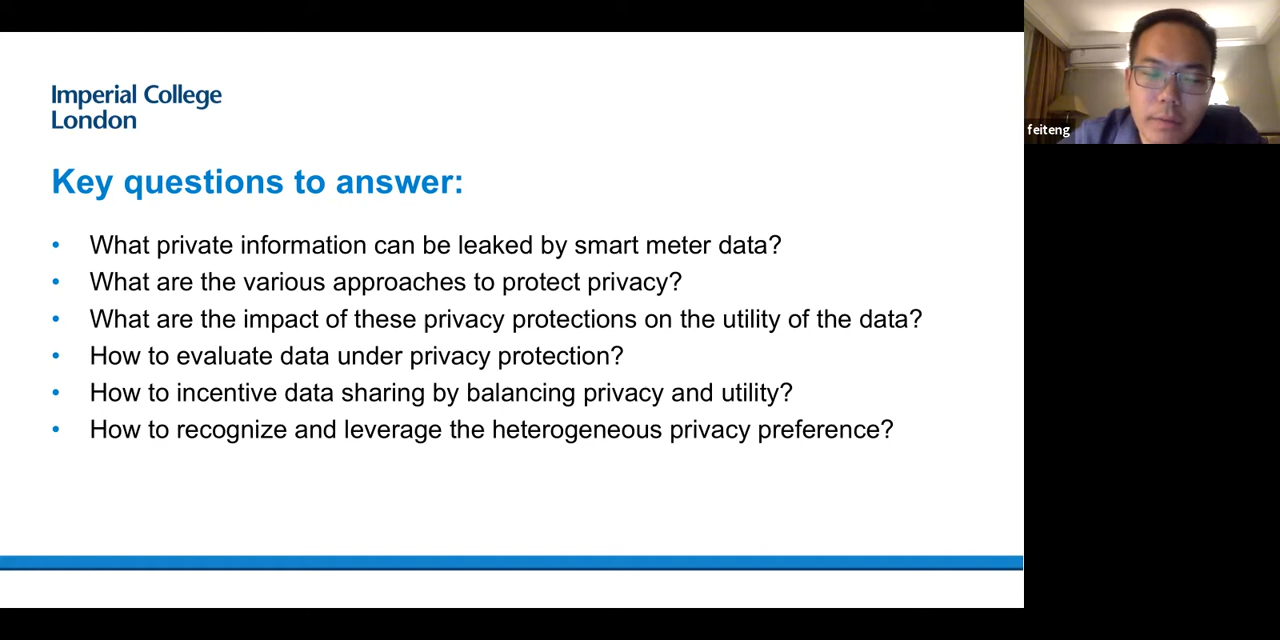 Imperial College
London
Key questions to answer:
• What private information can be leaked by smart meter data?
• What are the various approaches to protect privacy?
• What are the impact of these privacy protections on the utility of the data?
• How to evaluate data under privacy protection?
• How to incentive data sharing by balancing privacy and utility?
• How to recognize and leverage the heterogeneous privacy preference?
feiteng